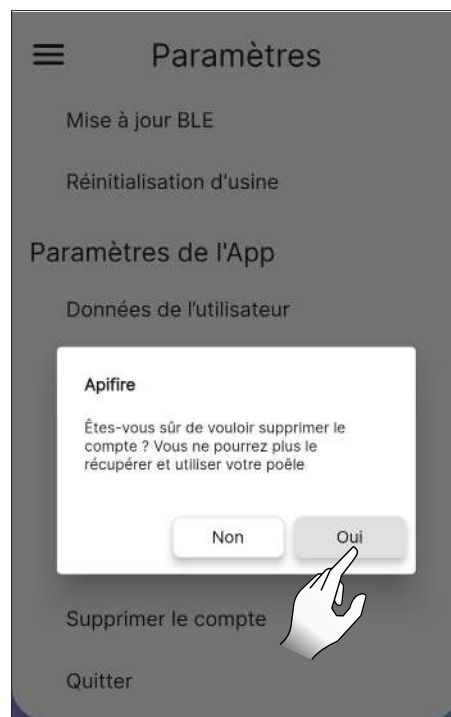 Paramètres
Mise à jour BLE
Réinitialisation d'usine
Paramètres de l'App
Données de l'utilisateur
Apifire
Êtes-vous sûr de vouloir supprimer le
compte ? Vous ne pourrez plus le
récupérer et utiliser votre poêle
Non Oui
Supprimer le compte
Quitter